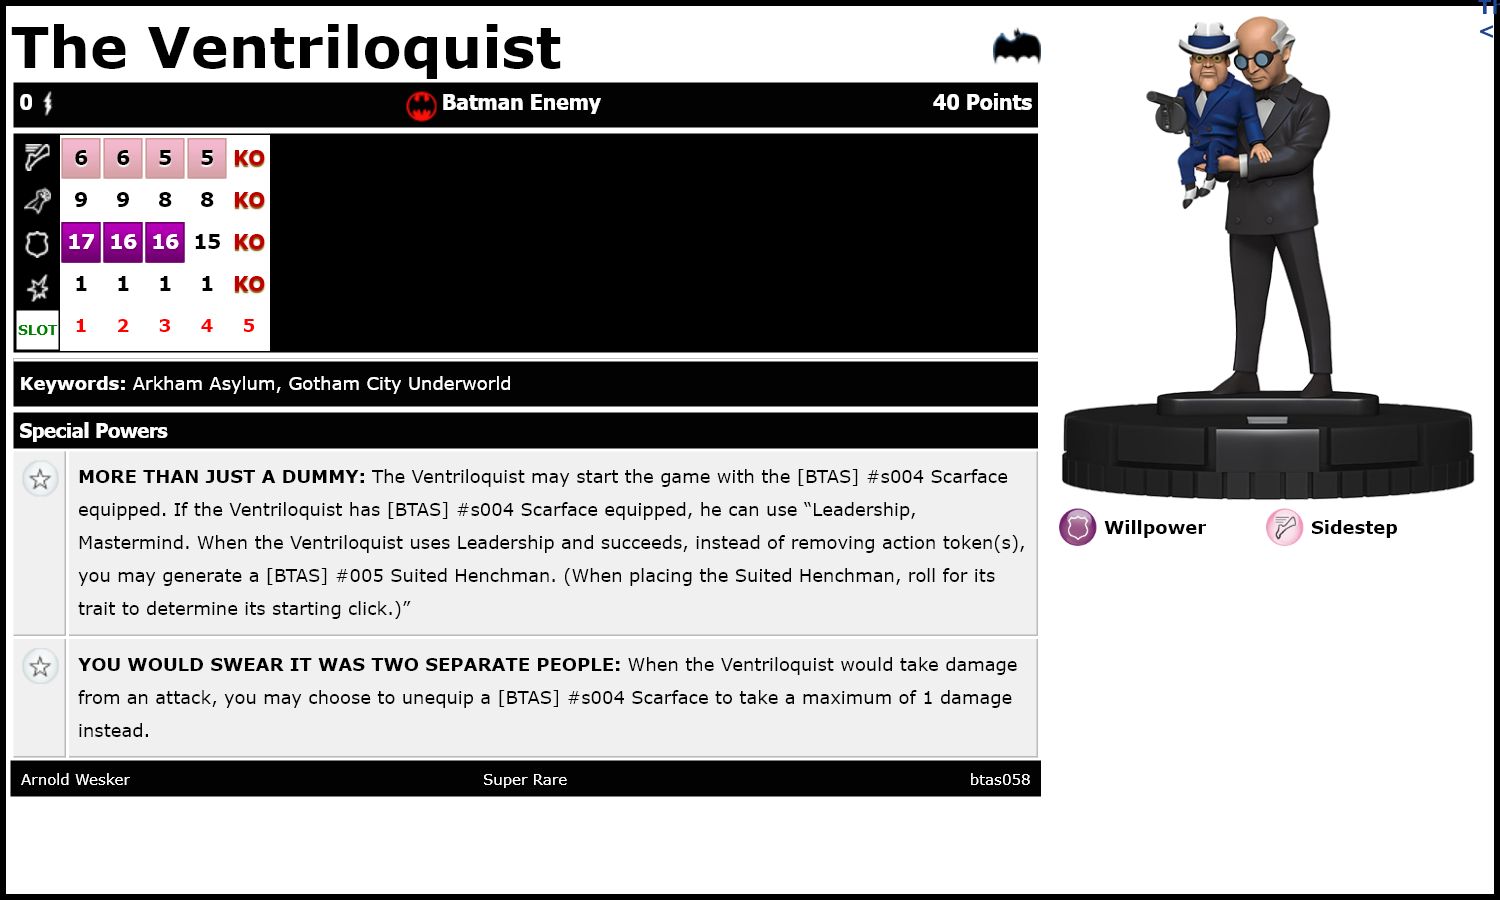 The Ventriloquist
0 Batman Enemy 40 Points
6 6 5 5 KO
9 9 8 8 KO
17 16 16 15 KO
1 1 1 1 KO
SLOT 1 2 3 4 5
Keywords: Arkham Asylum, Gotham City Underworld
Special Powers
MORE THAN JUST A DUMMY: The Ventriloquist may start the game with the [BTAS] #s004 Scarface
equipped. If the Ventriloquist has [BTAS] #s004 Scarface equipped, he can use “Leadership,
Mastermind. When the Ventriloquist uses Leadership and succeeds, instead of removing action token(s),
you may generate a [BTAS] #005 Suited Henchman. (When placing the Suited Henchman, roll for its
trait to determine its starting click.)”
YOU WOULD SWEAR IT WAS TWO SEPARATE PEOPLE: When the Ventriloquist would take damage
from an attack, you may choose to unequip a [BTAS] #s004 Scarface to take a maximum of 1 damage
instead.
Arnold Wesker Super Rare btas058
Willpower Sidestep